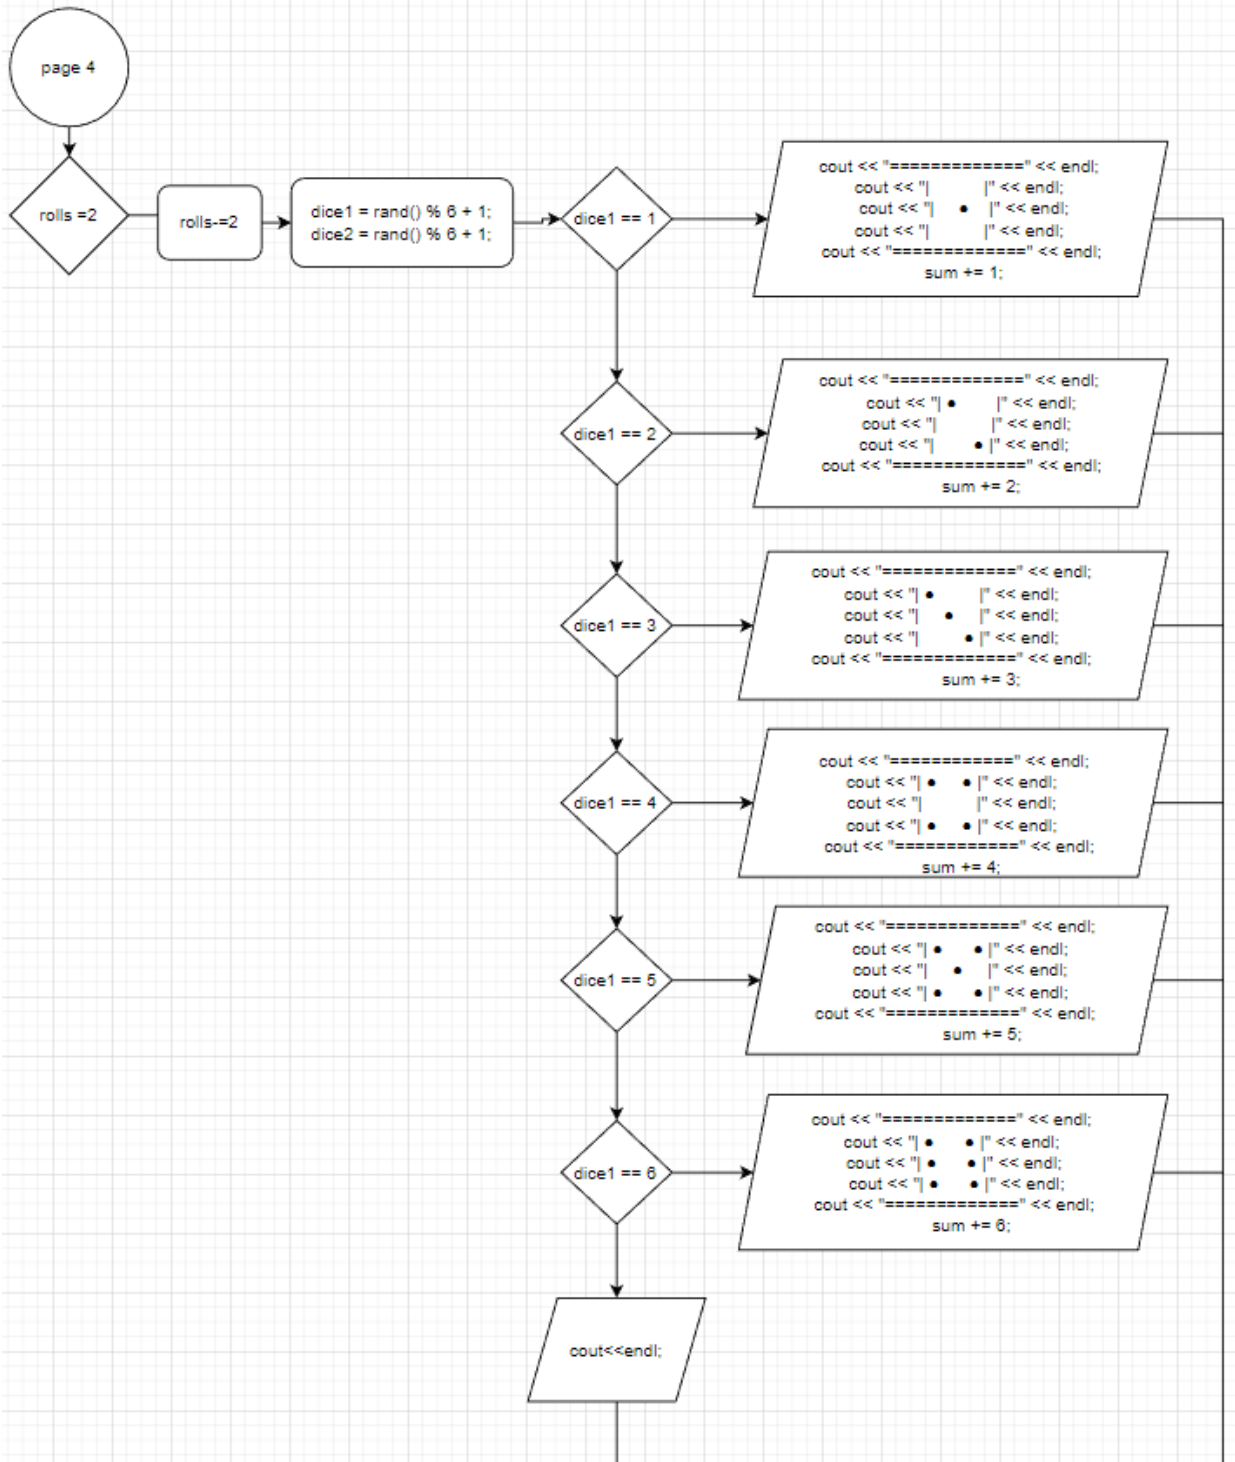 page 4
rolls =2
rolls-=2
dice1 = rand() % 6 + 1;
dice2 = rand() % 6 + 1;
dice1 == 1
cout << "=============" << endl;
cout << "|           |" << endl;
cout << "|     ●     |" << endl;
cout << "|           |" << endl;
cout << "=============" << endl;
sum += 1;
dice1 == 2
cout << "=============" << endl;
cout << "| ●         |" << endl;
cout << "|           |" << endl;
cout << "|         ● |" << endl;
cout << "=============" << endl;
sum += 2;
dice1 == 3
cout << "=============" << endl;
cout << "| ●         |" << endl;
cout << "|     ●     |" << endl;
cout << "|         ● |" << endl;
cout << "=============" << endl;
sum += 3;
dice1 == 4
cout << "============" << endl;
cout << "| ●      ● |" << endl;
cout << "|           |" << endl;
cout << "| ●      ● |" << endl;
cout << "============" << endl;
sum += 4;
dice1 == 5
cout << "=============" << endl;
cout << "| ●       ● |" << endl;
cout << "|     ●     |" << endl;
cout << "| ●       ● |" << endl;
cout << "=============" << endl;
sum += 5;
dice1 == 6
cout << "=============" << endl;
cout << "| ●       ● |" << endl;
cout << "| ●       ● |" << endl;
cout << "| ●       ● |" << endl;
cout << "=============" << endl;
sum += 6;
cout<<endl;